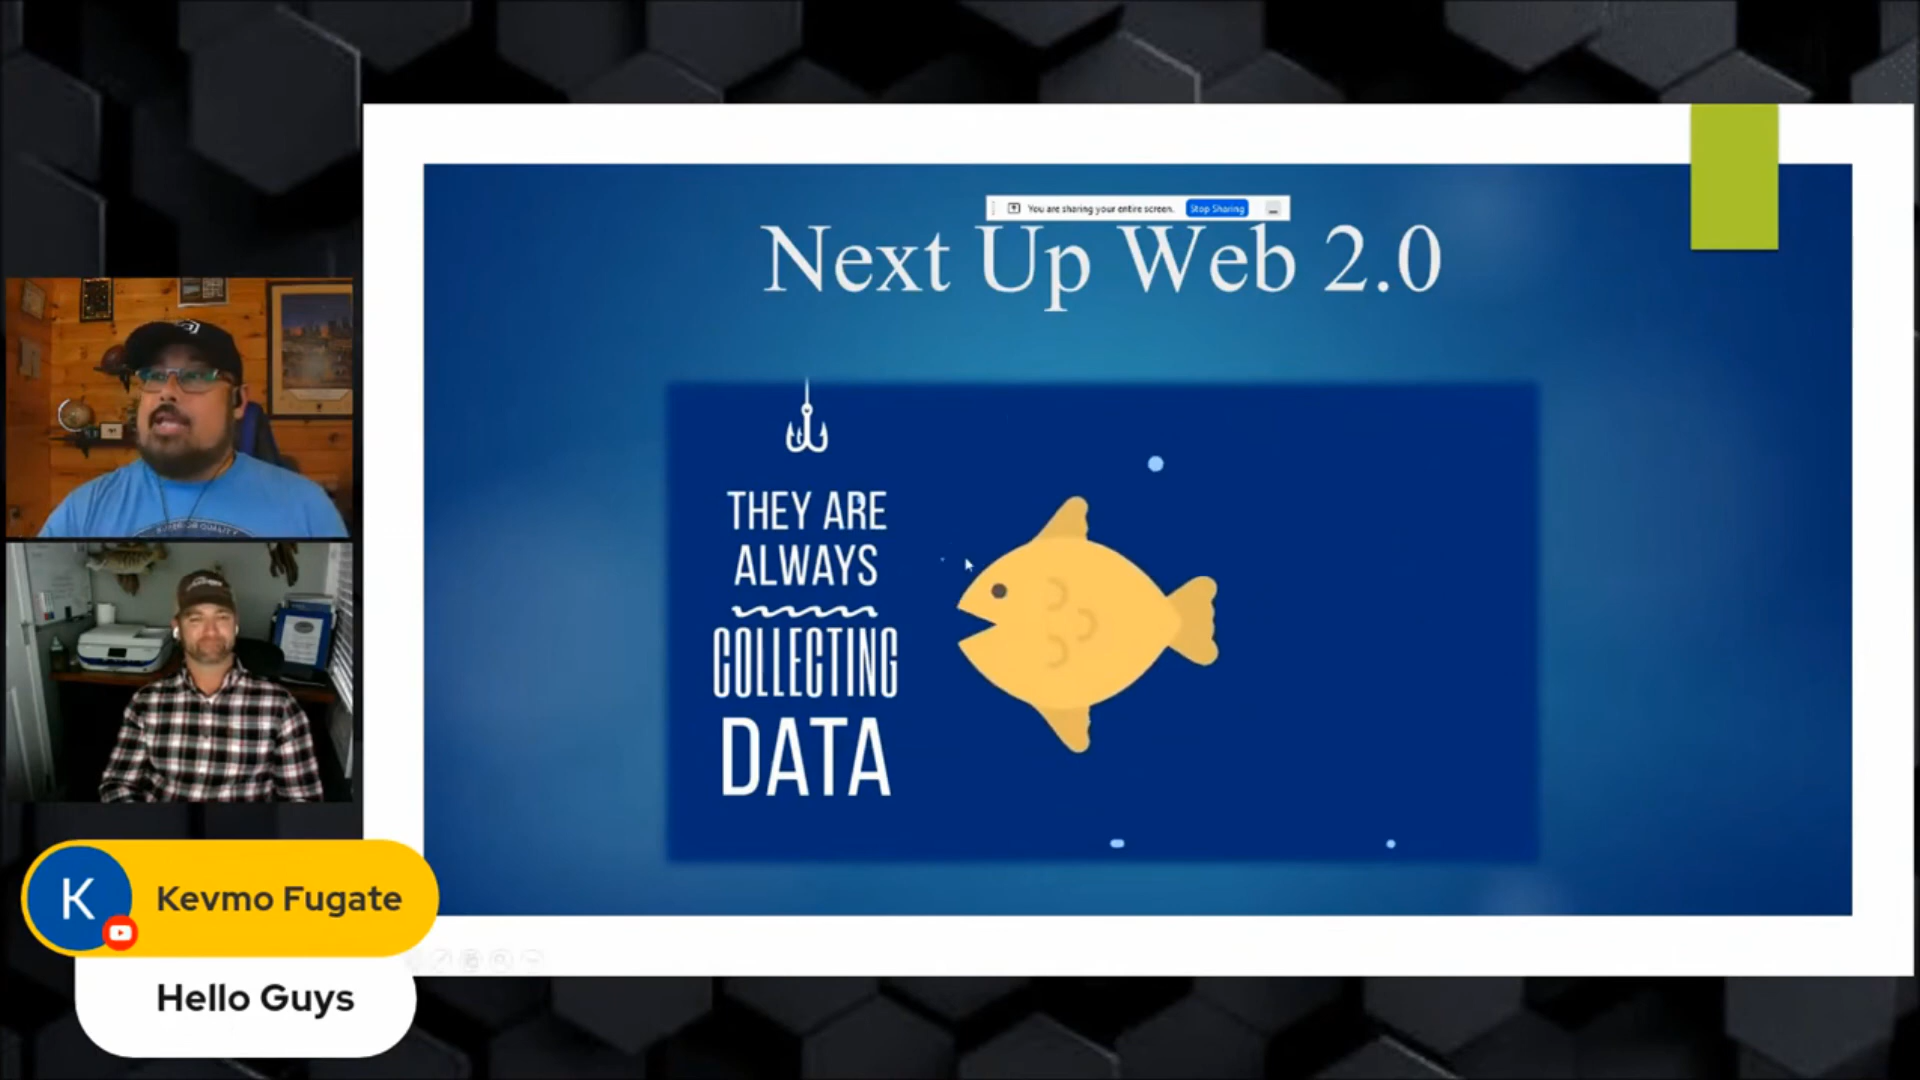 You are sharing your entire screen. Stop Sharing
Next Up Web 2.0
THEY ARE
ALWAYS
COLLECTING
DATA
K Kevmo Fugate
Hello Guys